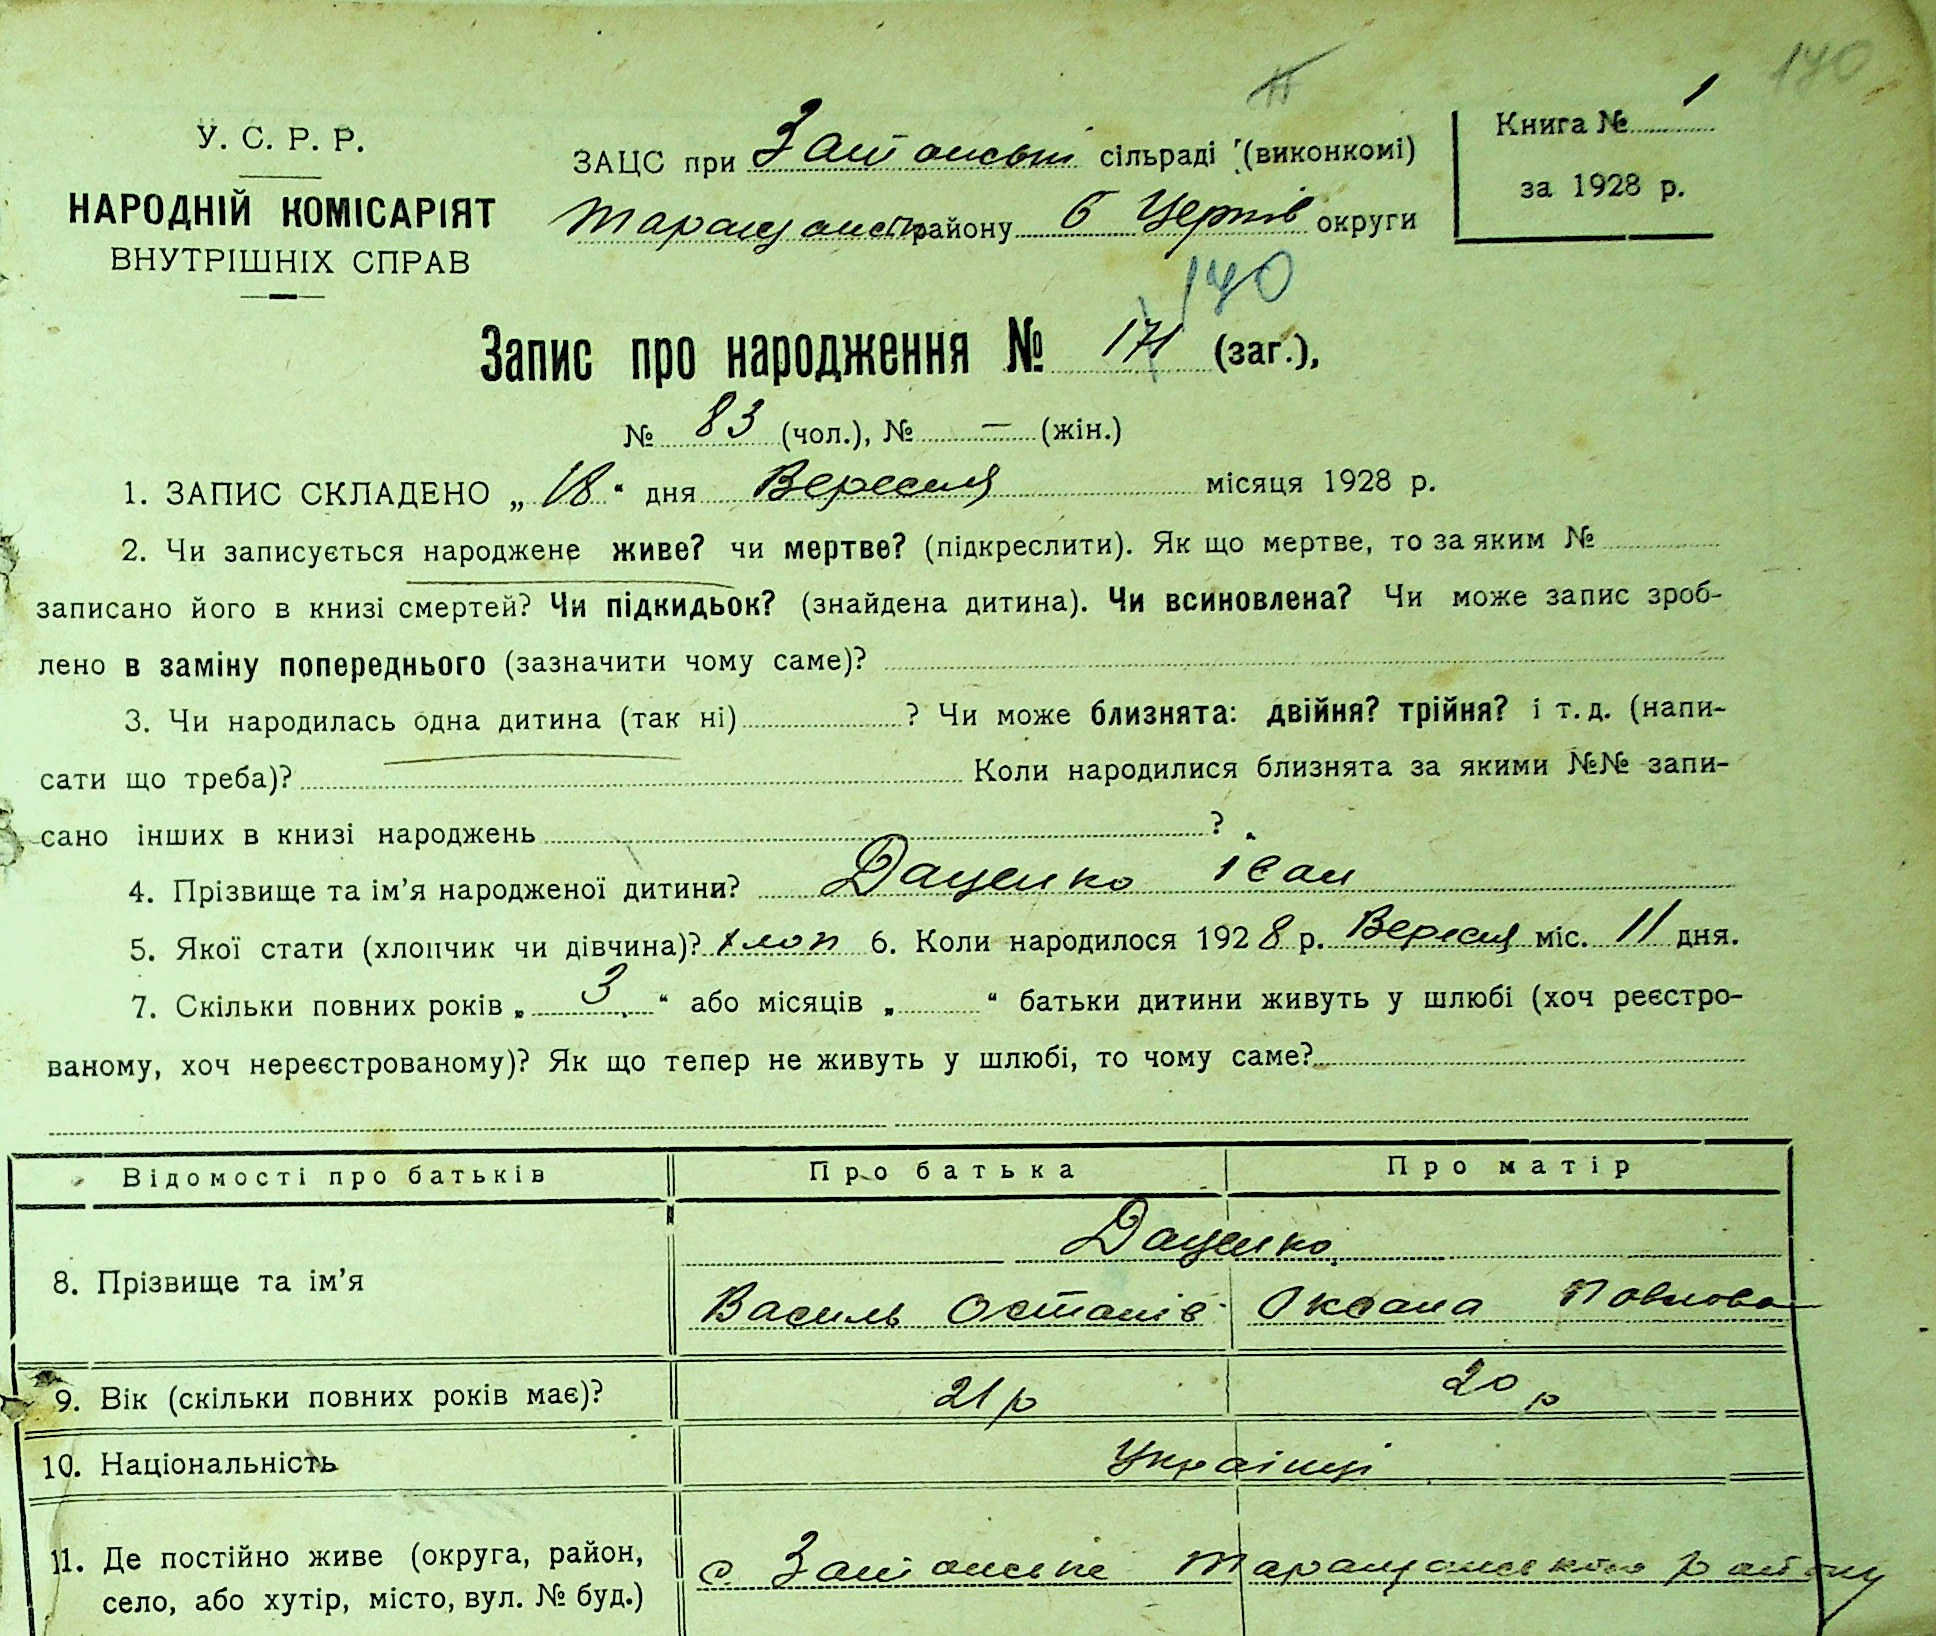 140
У. С. Р. Р.
НАРОДНІЙ КОМІСАРІЯТ
ВНУТРІШНІХ СПРАВ
ЗАЦС при сільраді (виконкомі)
Таращанськ району Б Церків округи
Книга № 1
за 1928 р.
140
Запис про народження № 171 (заг.),
№ 83 (чол.), № — (жін.)
1. ЗАПИС СКЛАДЕНО „ 18 “ дня Вересня місяця 1928 р.
2. Чи записується народжене живе? чи мертве? (підкреслити). Як що мертве, то за яким №
записано його в книзі смертей? Чи підкидьок? (знайдена дитина). Чи всиновлена? Чи може запис зроб-
лено в заміну попереднього (зазначити чому саме)?
3. Чи народилась одна дитина (так ні) ? Чи може близнята: двійня? трійня? і т. д. (напи-
сати що треба)? Коли народилися близнята за якими №№ запи-
сано інших в книзі народжень ?
4. Прізвище та ім’я народженої дитини? Даценко Іван
5. Якої стати (хлопчик чи дівчина)? хлоп 6. Коли народилося 1928 р. Вересня міс. 11 дня.
7. Скільки повних років „ 3 “ або місяців „ “ батьки дитини живуть у шлюбі (хоч реєстро-
ваному, хоч нереєстрованому)? Як що тепер не живуть у шлюбі, то чому саме?
Відомості про батьків Про батька Про матір
Даценко
8. Прізвище та ім’я
Василь Остапів Оксана Павлова
9. Вік (скільки повних років має)? 21 р 20 р
10. Національність Українці
11. Де постійно живе (округа, район,
село, або хутір, місто, вул. № буд.)
с. Таращанського району